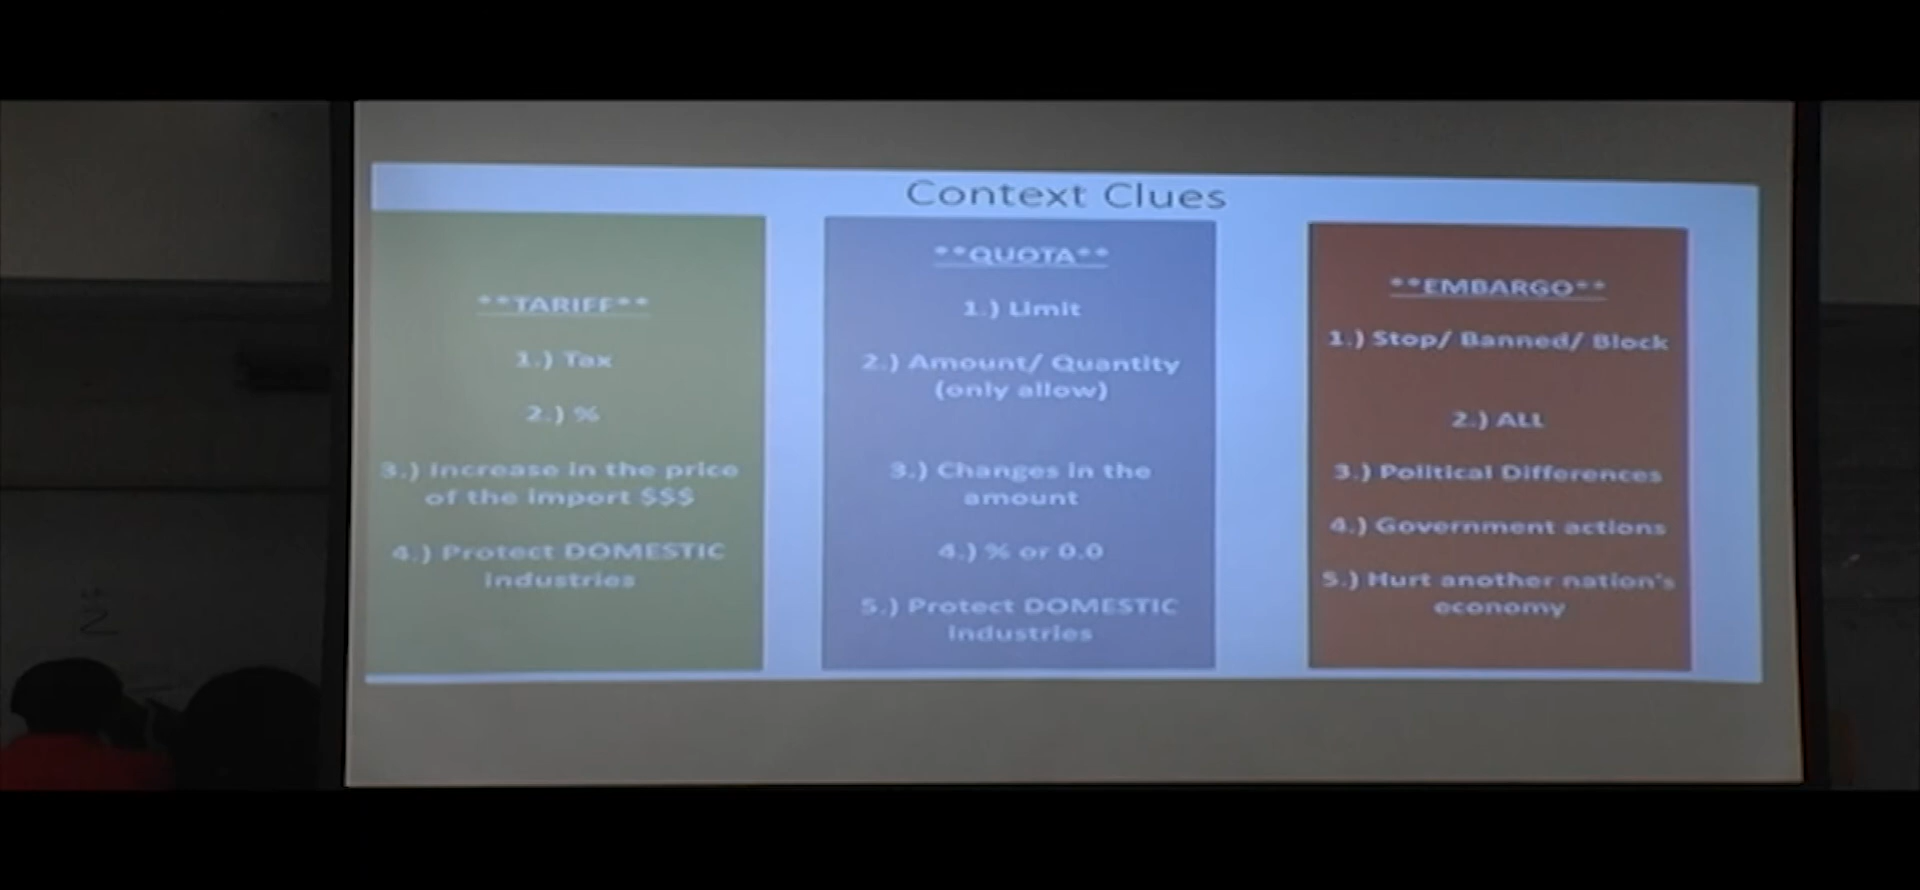 Context Clues
**TARIFF**
1.) Tax
2.) %
3.) Increase in the price
of the import $$$
4.) Protect DOMESTIC
Industries
**QUOTA**
1.) Limit
2.) Amount/ Quantity
(only allow)
3.) Changes in the
amount
4.) % or 0.0
5.) Protect DOMESTIC
Industries
**EMBARGO**
1.) Stop/ Banned/ Block
2.) ALL
3.) Political Differences
4.) Government actions
5.) Hurt another nation's
economy